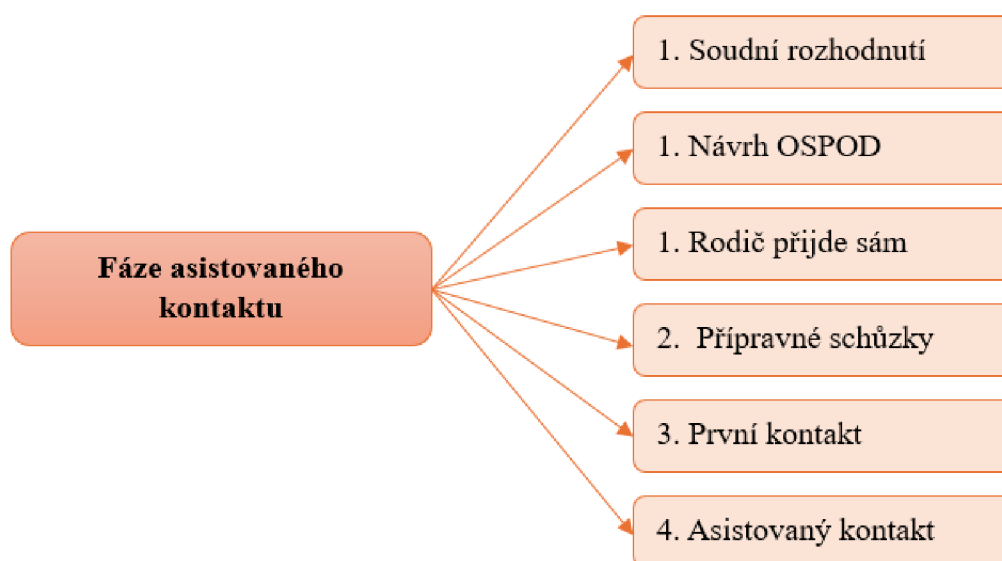 Fáze asistovaného
kontaktu
1. Soudní rozhodnutí
1. Návrh OSPOD
1. Rodič přijde sám
2. Přípravné schůzky
3. První kontakt
4. Asistovaný kontakt